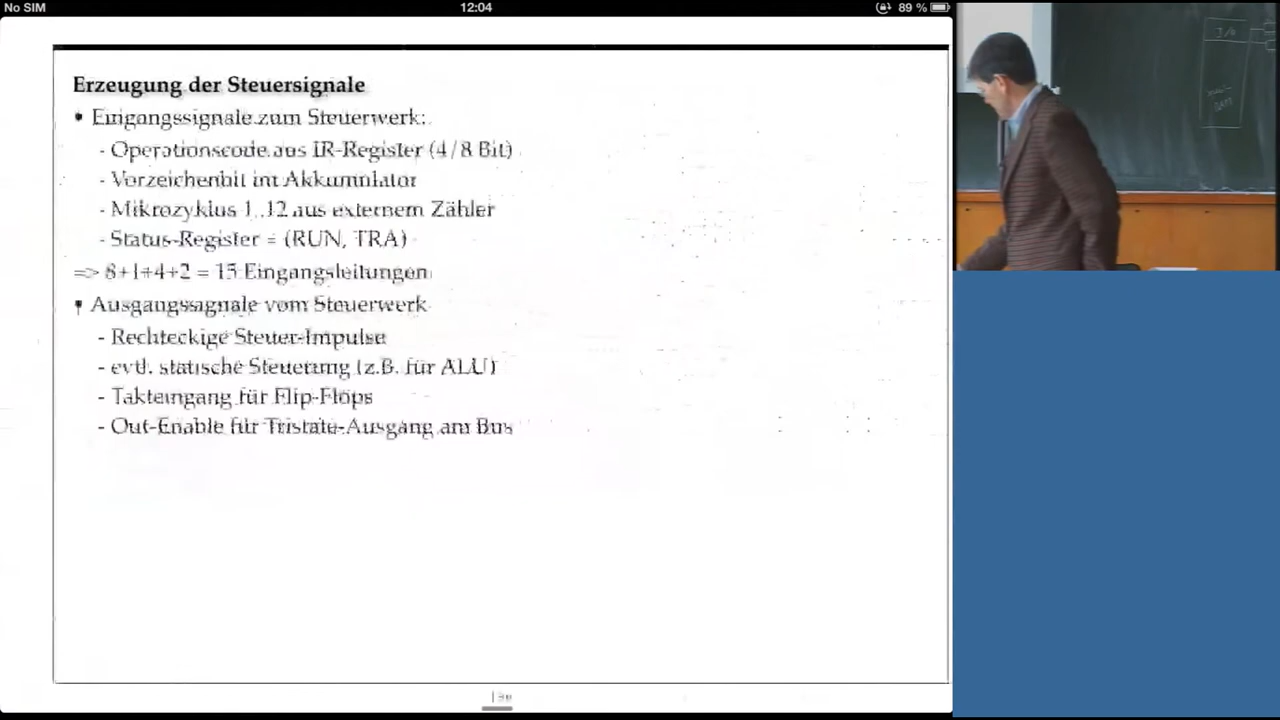 No SIM
12:04
89 %
Erzeugung der Steuersignale
• Eingangssignale zum Steuerwerk:
- Operationscode aus IR-Register (4/8 Bit)
- Vorzeichenbit im Akkumulator
- Mikrozyklus 1..12 aus externem Zähler
- Status-Register = (RUN, TRA)
=> 8+1+4+2 = 15 Eingangsleitungen
• Ausgangssagnale vom Steuerwerk
- Rechteckige Steuer-Impulse
- evtl. statische Steuerung (z.B. für ALU)
- Takteingang für Flip-Flops
- Out-Enable für Tristate-Ausgang am Bus